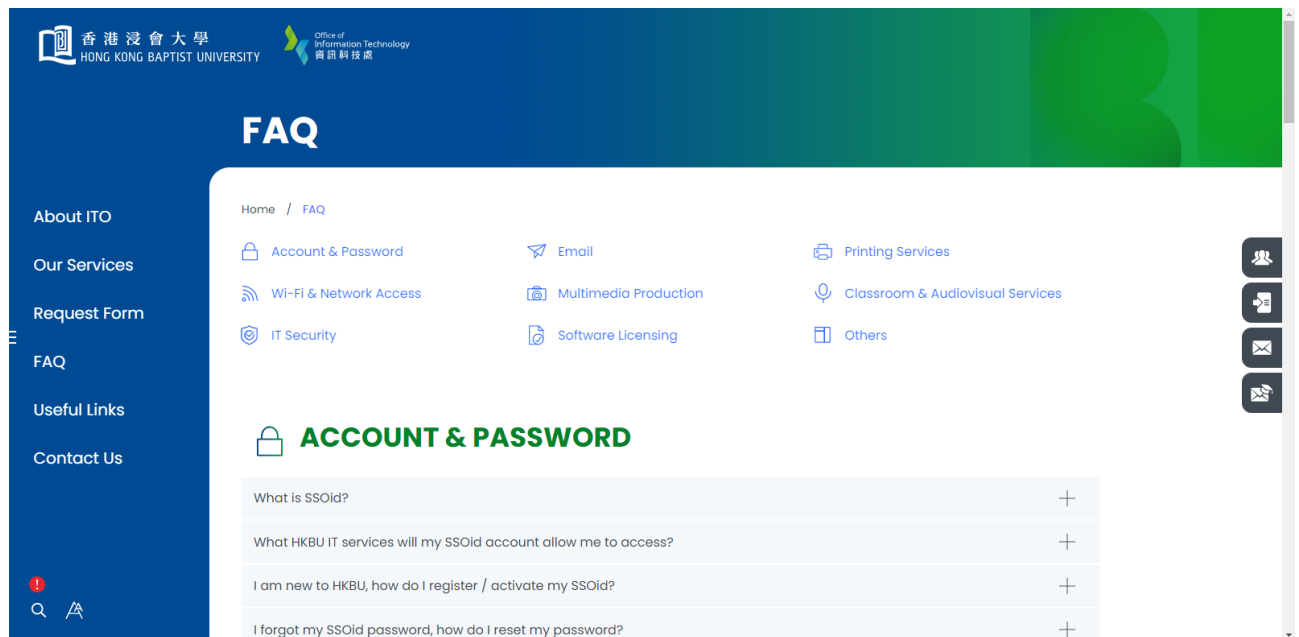 香港浸會大學
HONG KONG BAPTIST UNIVERSITY
Office of
Information Technology
資訊科技處
FAQ
About ITO
Our Services
Request Form
FAQ
Useful Links
Contact Us
Home / FAQ
Account & Password
Email
Printing Services
Wi-Fi & Network Access
Multimedia Production
Classroom & Audiovisual Services
IT Security
Software Licensing
Others
ACCOUNT & PASSWORD
What is SSOid?
What HKBU IT services will my SSOid account allow me to access?
I am new to HKBU, how do I register / activate my SSOid?
I forgot my SSOid password, how do I reset my password?